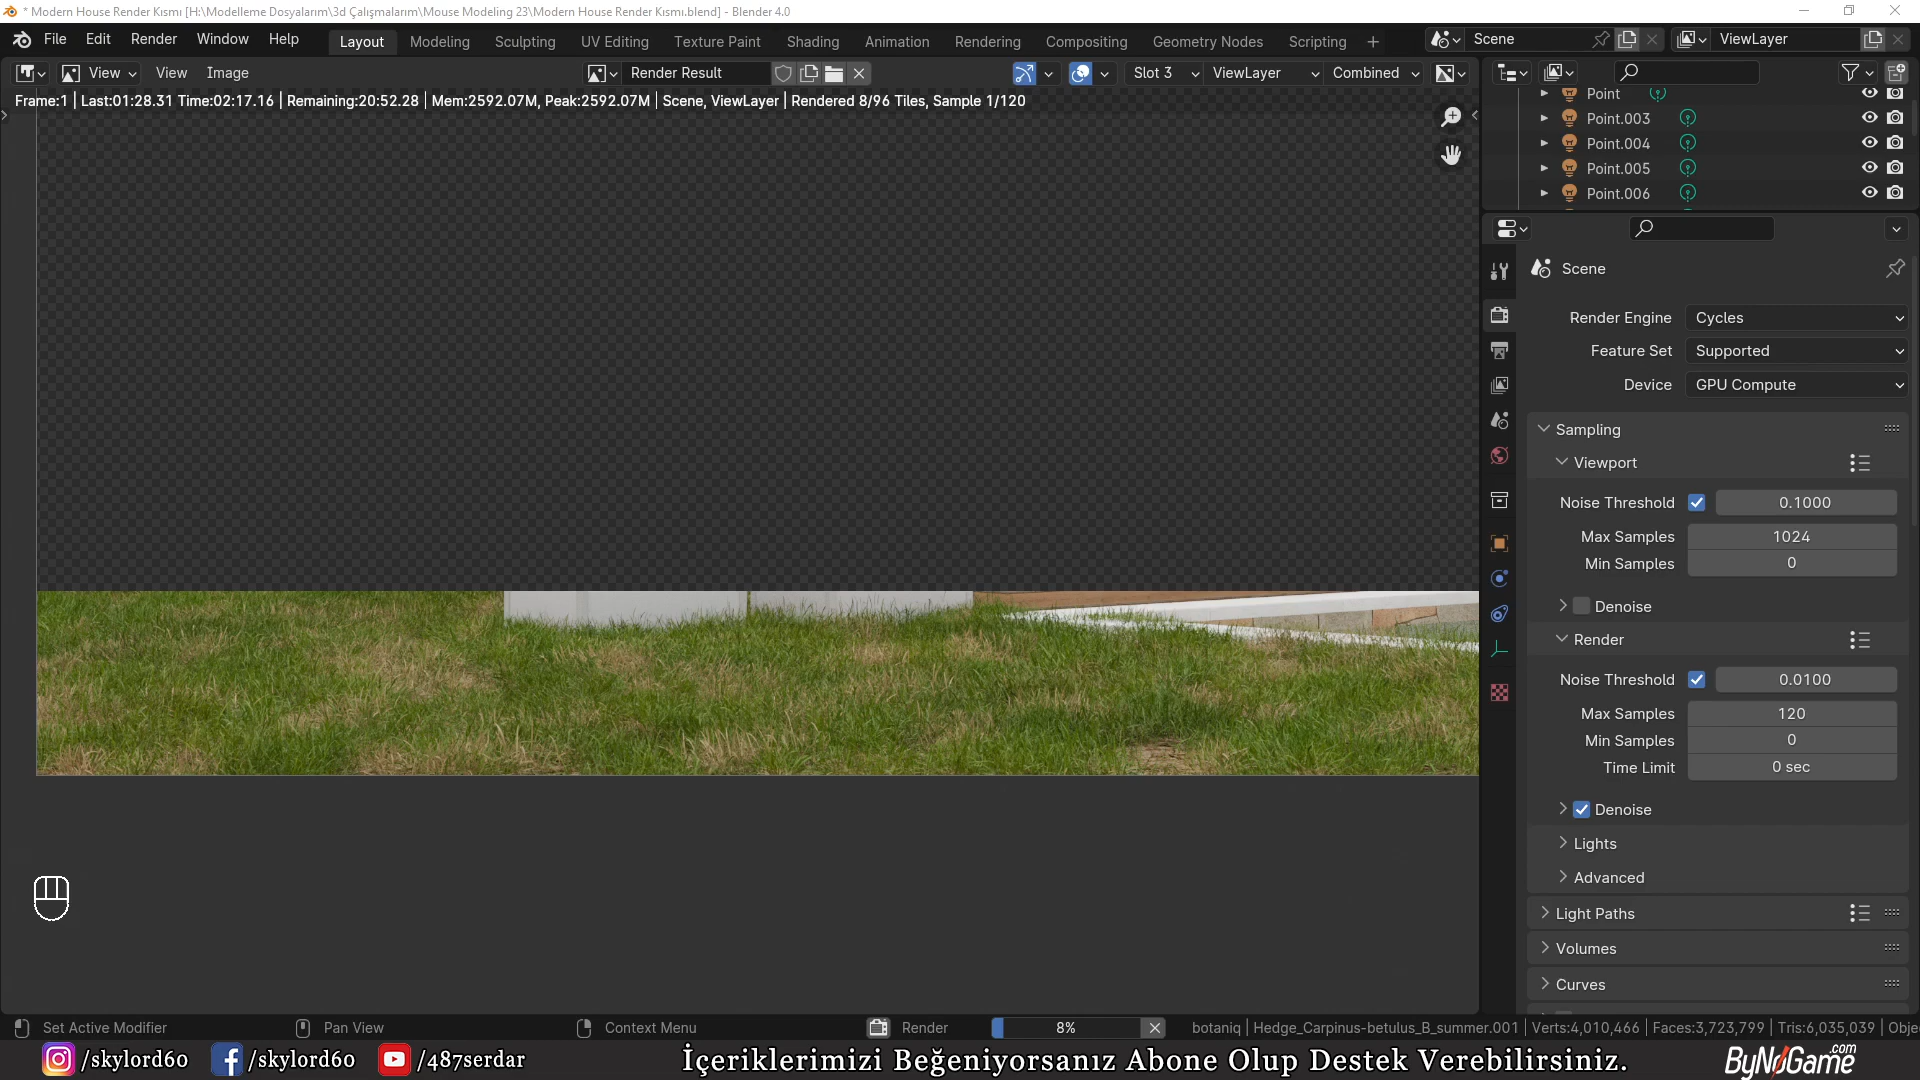 * Modern House Render Kısmı [H:\Modelleme Dosyalarım\3d Çalışmalarım\Mouse Modeling 23\Modern House Render Kısmı.blend] - Blender 4.0
File Edit Render Window Help Layout Modeling Sculpting UV Editing Texture Paint Shading Animation Rendering Compositing Geometry Nodes Scripting + Scene ViewLayer
View View Image Render Result Slot 3 ViewLayer Combined
Frame:1 | Last:01:28.31 Time:02:17.16 | Remaining:20:52.28 | Mem:2592.07M, Peak:2592.07M | Scene, ViewLayer | Rendered 8/96 Tiles, Sample 1/120
Point
Point.003
Point.004
Point.005
Point.006
Scene
Render Engine Cycles
Feature Set Supported
Device GPU Compute
Sampling
Viewport
Noise Threshold 0.1000
Max Samples 1024
Min Samples 0
Denoise
Render
Noise Threshold 0.0100
Max Samples 120
Min Samples 0
Time Limit 0 sec
Denoise
Lights
Advanced
Light Paths
Volumes
Curves
Set Active Modifier Pan View Context Menu Render 8% botaniq | Hedge_Carpinus-betulus_B_summer.001 | Verts:4,010,466 | Faces:3,723,799 | Tris:6,035,039 | Obje
/skylord60 /skylord60 /487serdar İçeriklerimizi Beğeniyorsanız Abone Olup Destek Verebilirsiniz. ByNoGame.com